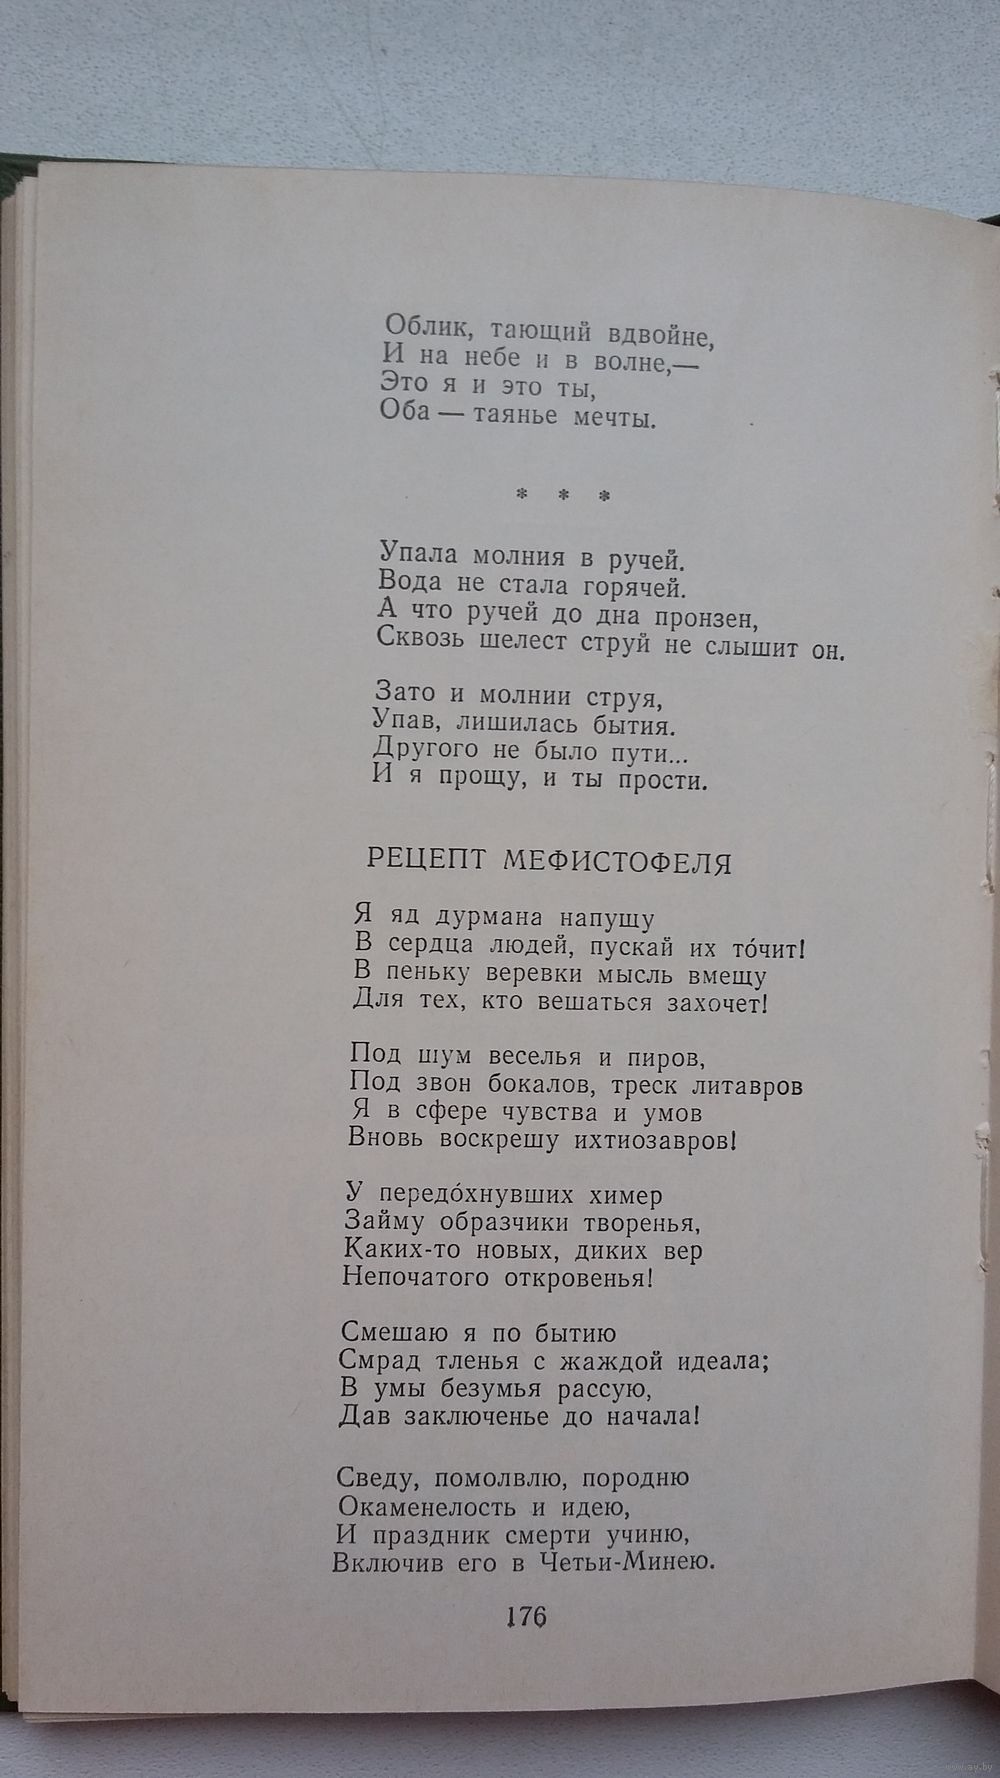 Облик, тающий вдвойне,
И на небе и в волне,—
Это я и это ты,
Оба — таянье мечты.
* * *
Упала молния в ручей.
Вода не стала горячей.
А что ручей до дна пронзен,
Сквозь шелест струй не слышит он.
Зато и молнии струя,
Упав, лишилась бытия.
Другого не было пути...
И я прощу, и ты прости.
РЕЦЕПТ МЕФИСТОФЕЛЯ
Я яд дурмана напущу
В сердца людей, пускай их то́чит!
В пеньку веревки мысль вмещу
Для тех, кто вешаться захочет!
Под шум веселья и пиров,
Под звон бокалов, треск литавров
Я в сфере чувства и умов
Вновь воскрешу ихтиозавров!
У передо́хнувших химер
Займу образчики творенья,
Каких-то новых, диких вер
Непочатого откровенья!
Смешаю я по бытию
Смрад тленья с жаждой идеала;
В умы безумья рассую,
Дав заключенье до начала!
Сведу, помолвлю, породню
Окаменелость и идею,
И праздник смерти учиню,
Включив его в Четьи-Минею.
176
www.ay.by